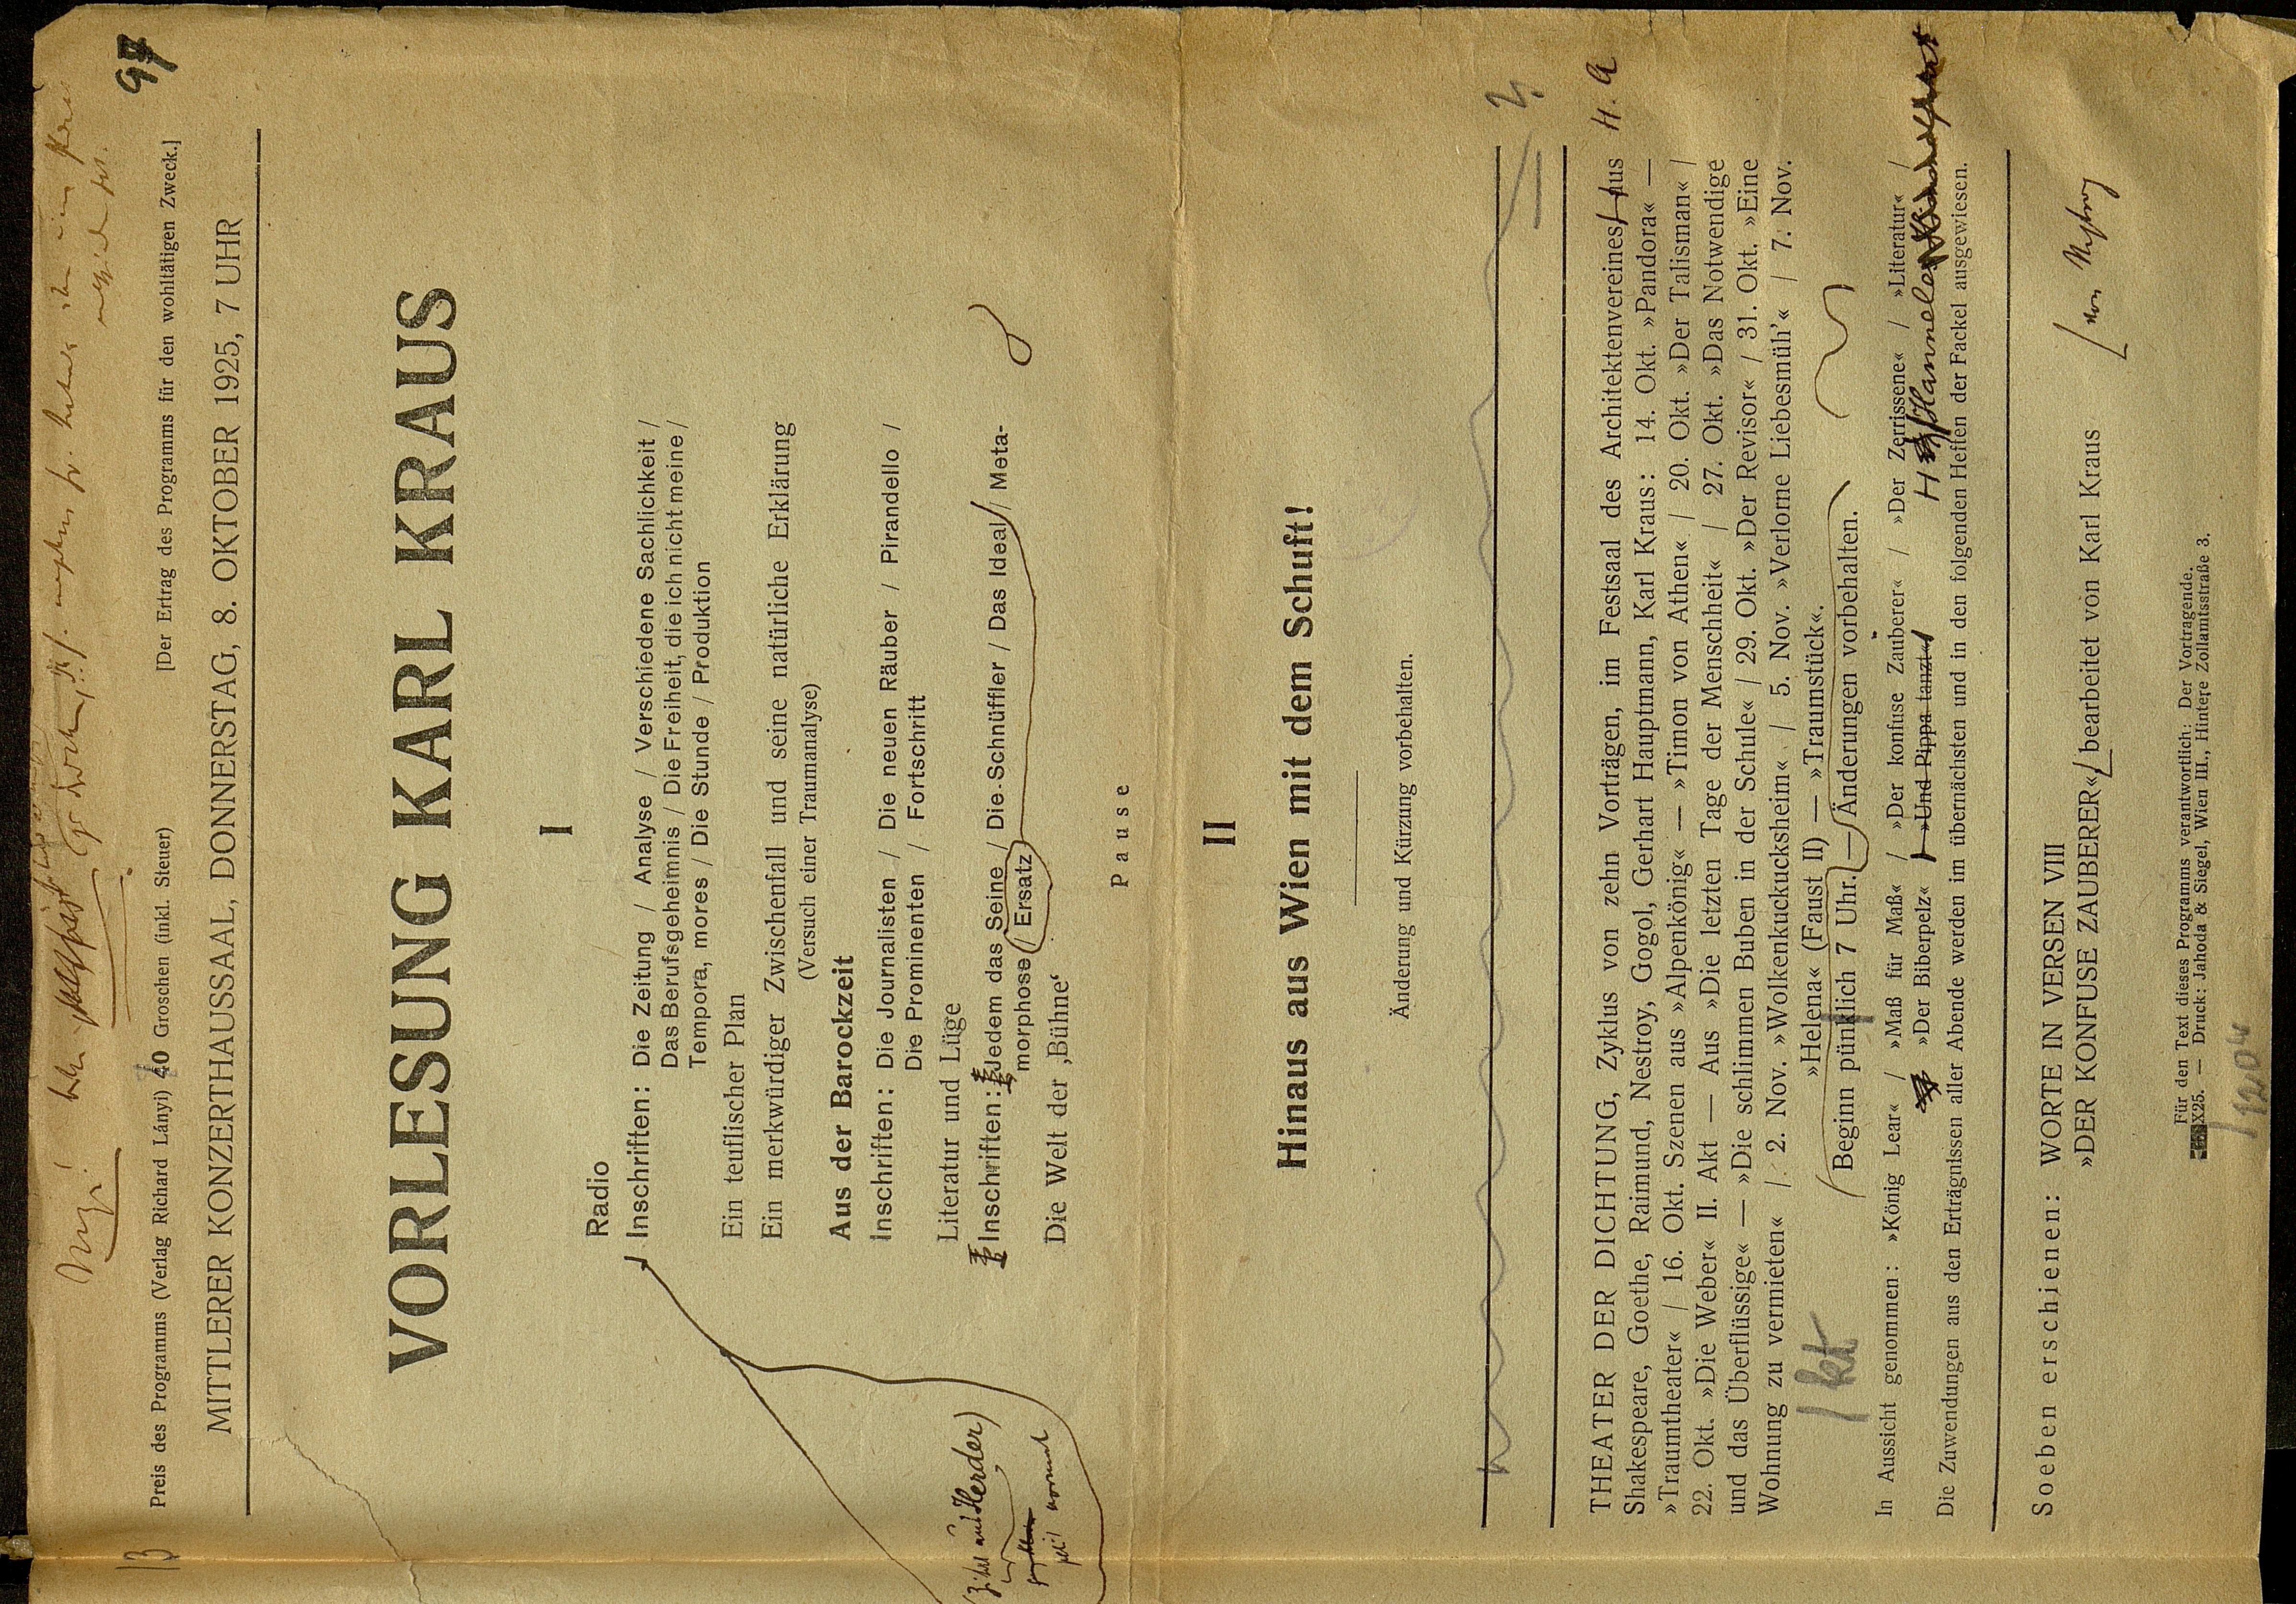 97
13
Preis des Programms (Verlag Richard Lányi) 40 Groschen (inkl. Steuer) [Der Ertrag des Programms für den wohltätigen Zweck.]
MITTLERER KONZERTHAUSSAAL, DONNERSTAG, 8. OKTOBER 1925, 7 UHR
VORLESUNG KARL KRAUS
I
Radio
Inschriften: Die Zeitung / Analyse / Verschiedene Sachlichkeit /
Das Berufsgeheimnis / Die Freiheit, die ich nicht meine /
Tempora, mores / Die Stunde / Produktion
Ein teuflischer Plan
Ein merkwürdiger Zwischenfall und seine natürliche Erklärung
(Versuch einer Traumanalyse)
Aus der Barockzeit
Inschriften: Die Journalisten / Die neuen Räuber / Pirandello /
Die Prominenten / Fortschritt
Literatur und Lüge
Inschriften: Jedem das Seine / Die Schnüffler / Das Ideal / Meta-
morphose / Ersatz
Die Welt der ‚Bühne‘
(Zitat aus Herder)
Pause
II
Hinaus aus Wien mit dem Schuft!
Änderung und Kürzung vorbehalten.
THEATER DER DICHTUNG, Zyklus von zehn Vorträgen, im Festsaal des Architektenvereines/ aus H. a
Shakespeare, Goethe, Raimund, Nestroy, Gogol, Gerhart Hauptmann, Karl Kraus: 14. Okt. »Pandora« —
»Traumtheater« / 16. Okt. Szenen aus »Alpenkönig« — »Timon von Athen« / 20. Okt. »Der Talisman« /
22. Okt. »Die Weber« II. Akt — Aus »Die letzten Tage der Menschheit« / 27. Okt. »Das Notwendige
und das Überflüssige« — »Die schlimmen Buben in der Schule« / 29. Okt. »Der Revisor« / 31. Okt. »Eine
Wohnung zu vermieten« / 2. Nov. »Wolkenkuckucksheim« / 5. Nov. »Verlorne Liebesmüh'« / 7. Nov.
»Helena« (Faust II) — »Traumstück«.
Beginn pünktlich 7 Uhr. — Änderungen vorbehalten.
In Aussicht genommen: »König Lear« / »Maß für Maß« / »Der konfuse Zauberer« / »Der Zerrissene« / »Literatur« /
»Der Biberpelz« / »Und Pippa tanzt« H Hannele
Die Zuwendungen aus den Erträgnissen aller Abende werden im übernächsten und in den folgenden Heften der Fackel ausgewiesen.
Soeben erschienen: WORTE IN VERSEN VIII
»DER KONFUSE ZAUBERER« bearbeitet von Karl Kraus
von Nestroy
Für den Text dieses Programms verantwortlich: Der Vortragende.
X25. — Druck: Jahoda & Siegel, Wien III., Hintere Zollamtsstraße 3.
1204